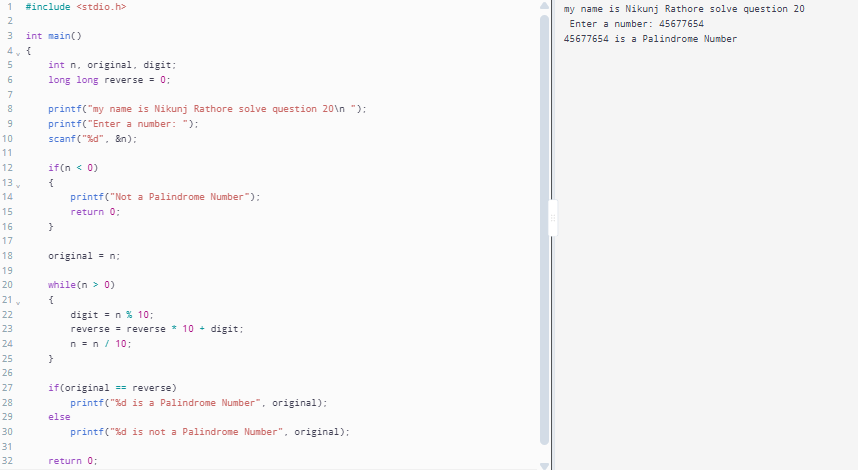 1 #include <stdio.h>
2
3 int main()
4 {
5     int n, original, digit;
6     long long reverse = 0;
7
8     printf("my name is Nikunj Rathore solve question 20\n ");
9     printf("Enter a number: ");
10     scanf("%d", &n);
11
12     if(n < 0)
13     {
14         printf("Not a Palindrome Number");
15         return 0;
16     }
17
18     original = n;
19
20     while(n > 0)
21     {
22         digit = n % 10;
23         reverse = reverse * 10 + digit;
24         n = n / 10;
25     }
26
27     if(original == reverse)
28         printf("%d is a Palindrome Number", original);
29     else
30         printf("%d is not a Palindrome Number", original);
31
32     return 0;
my name is Nikunj Rathore solve question 20
 Enter a number: 45677654
45677654 is a Palindrome Number